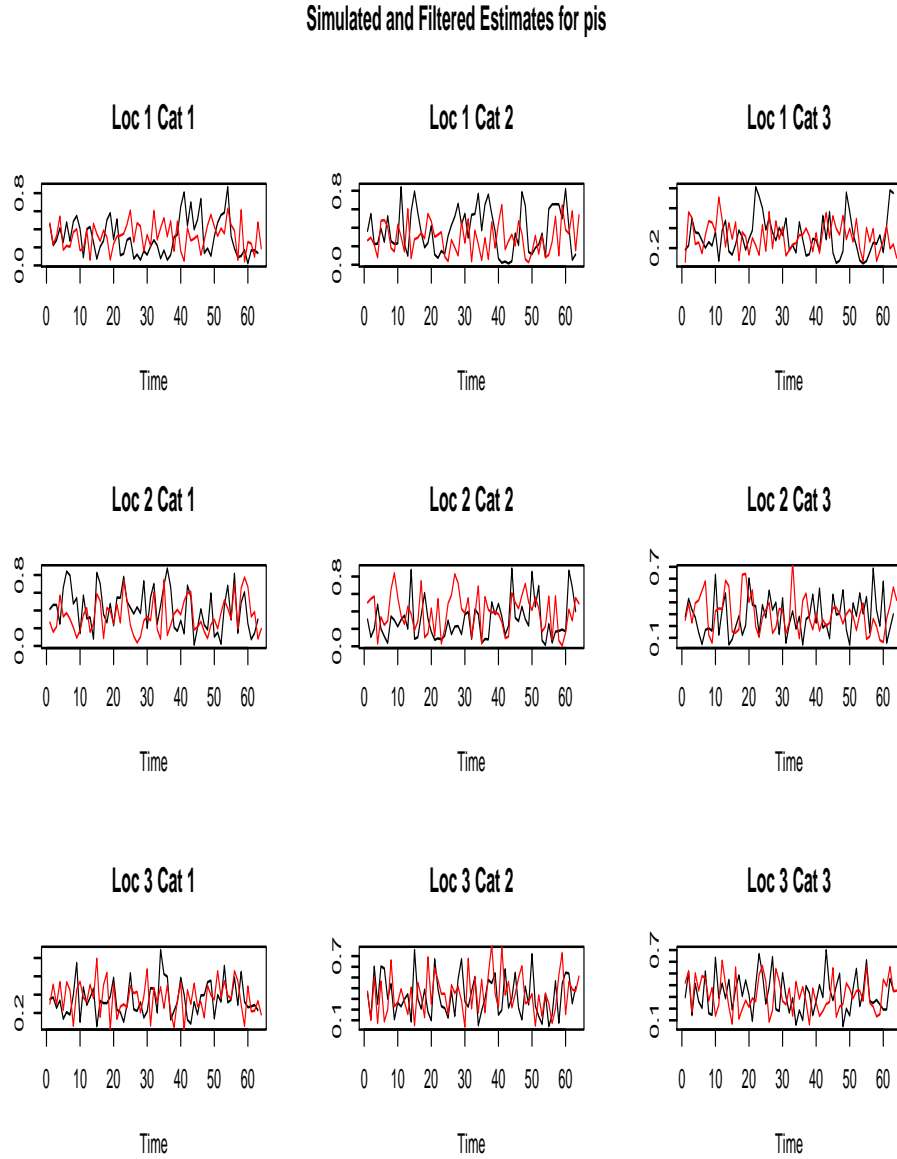 Simulated and Filtered Estimates for pis
Loc 1 Cat 1
Loc 1 Cat 2
Loc 1 Cat 3
0.0 0.8
0.0 0.8
0.2
0 10 20 30 40 50 60
0 10 20 30 40 50 60
0 10 20 30 40 50 60
Time
Time
Time
Loc 2 Cat 1
Loc 2 Cat 2
Loc 2 Cat 3
0.0 0.8
0.0 0.8
0.1 0.7
0 10 20 30 40 50 60
0 10 20 30 40 50 60
0 10 20 30 40 50 60
Time
Time
Time
Loc 3 Cat 1
Loc 3 Cat 2
Loc 3 Cat 3
0.2
0.1 0.7
0.1 0.7
0 10 20 30 40 50 60
0 10 20 30 40 50 60
0 10 20 30 40 50 60
Time
Time
Time